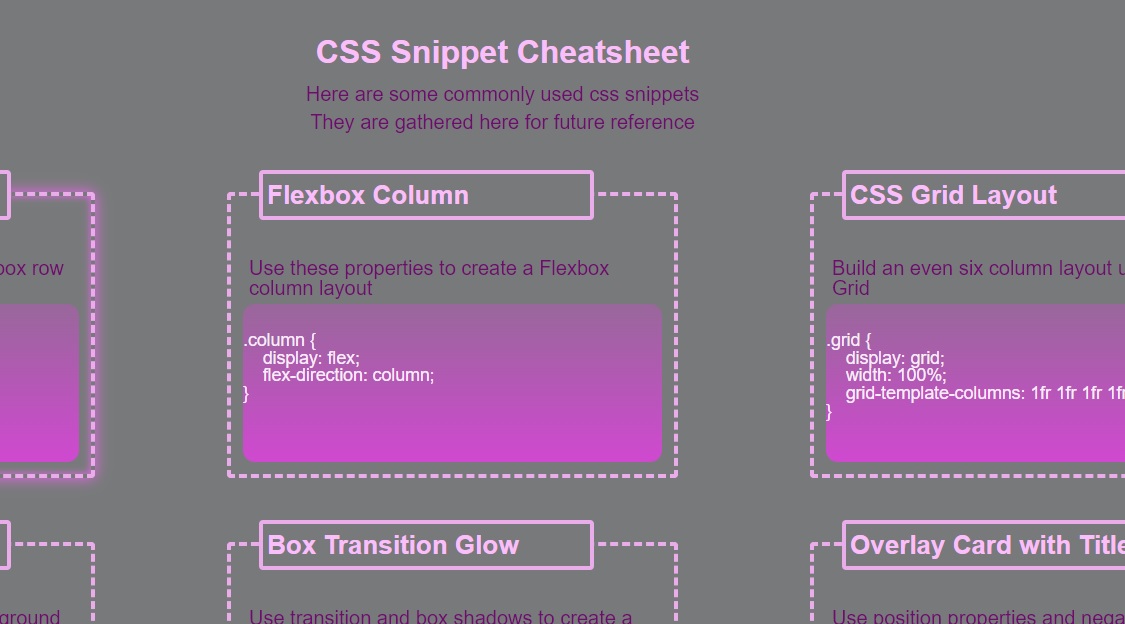 CSS Snippet Cheatsheet
Here are some commonly used css snippets
They are gathered here for future reference
box row
Flexbox Column
Use these properties to create a Flexbox
column layout
.column {
    display: flex;
    flex-direction: column;
}
CSS Grid Layout
Build an even six column layout u
Grid
.grid {
    display: grid;
    width: 100%;
    grid-template-columns: 1fr 1fr 1fr 1fr
}
ground
Box Transition Glow
Use transition and box shadows to create a
Overlay Card with Title
Use position properties and nega